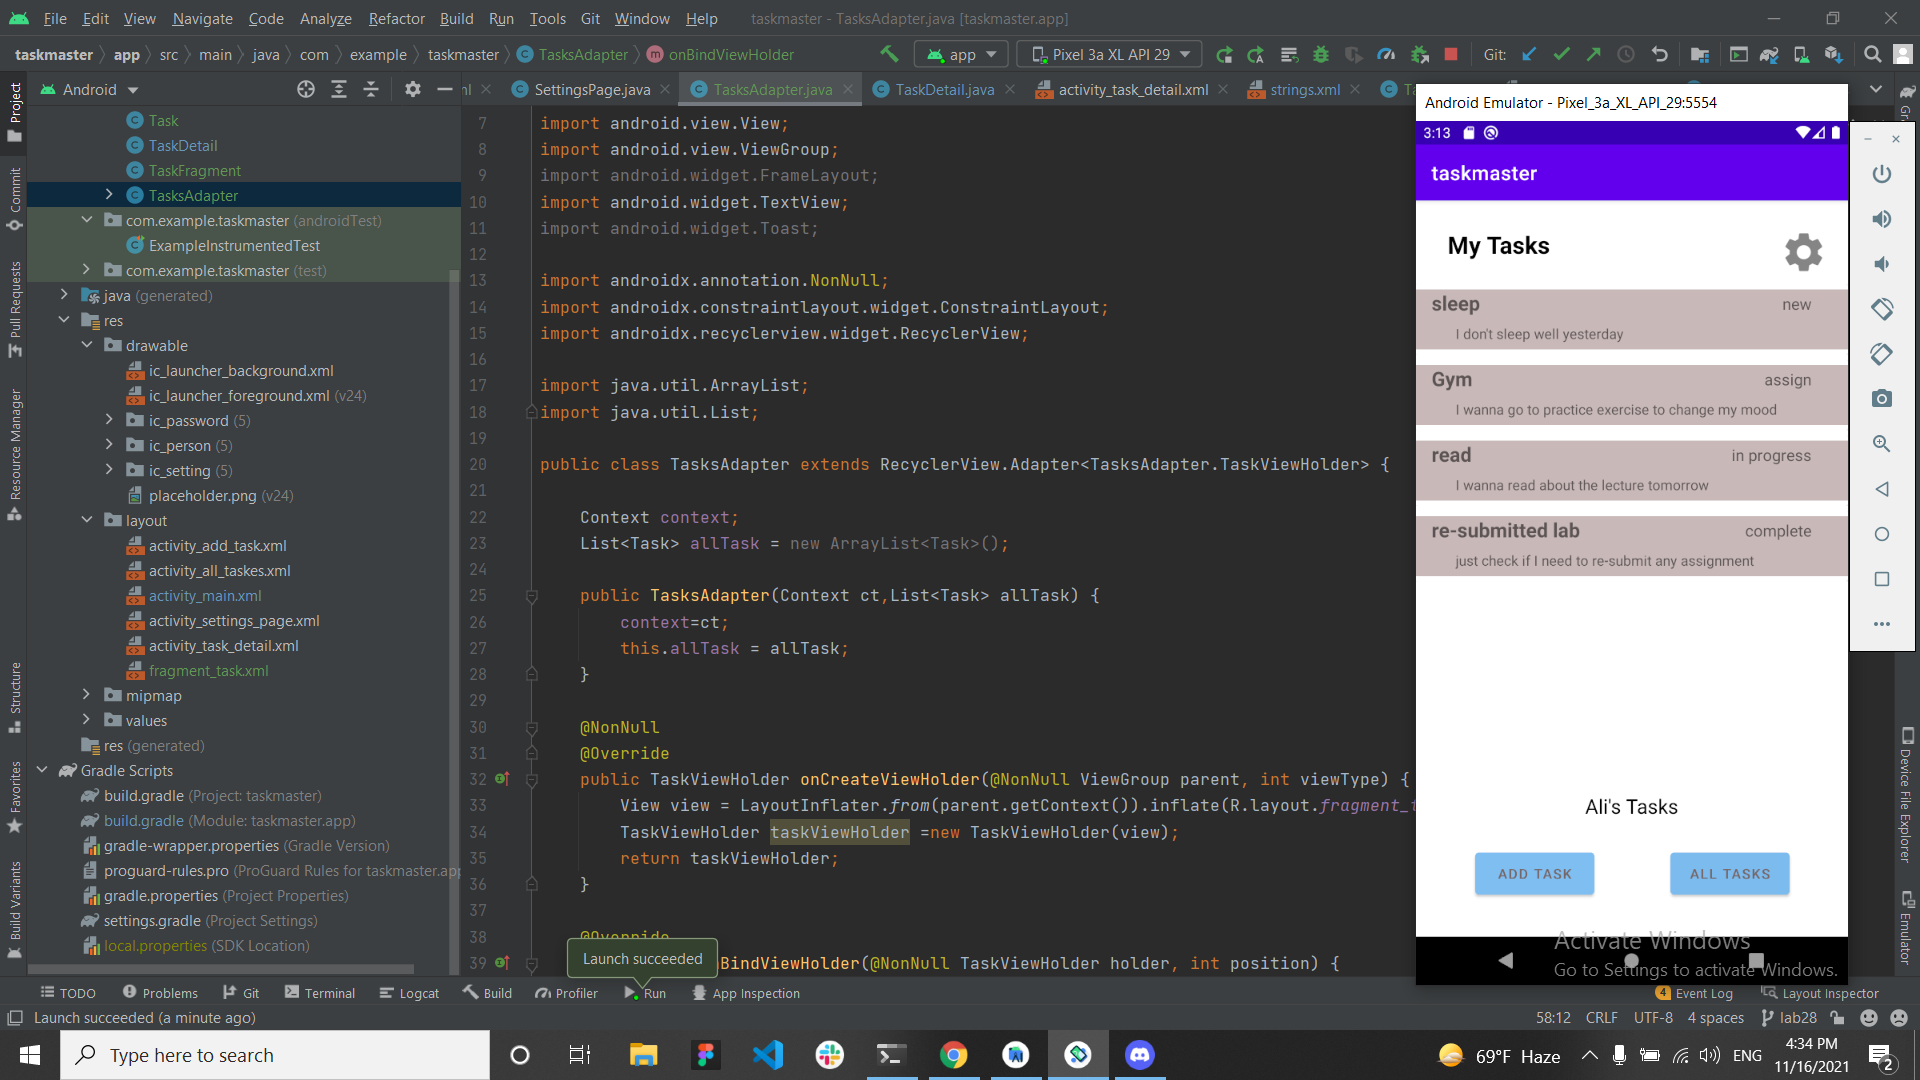 File Edit View Navigate Code Analyze Refactor Build Run Tools Git Window Help taskmaster - TasksAdapter.java [taskmaster.app]
taskmaster app src main java com example taskmaster TasksAdapter onBindViewHolder app Pixel 3a XL API 29 Git:
Android
SettingsPage.java TasksAdapter.java TaskDetail.java activity_task_detail.xml strings.xml
Project
Commit
Pull Requests
Resource Manager
Structure
Favorites
Build Variants
Task
TaskDetail
TaskFragment
TasksAdapter
com.example.taskmaster (androidTest)
ExampleInstrumentedTest
com.example.taskmaster (test)
java (generated)
res
drawable
ic_launcher_background.xml
ic_launcher_foreground.xml (v24)
ic_password (5)
ic_person (5)
ic_setting (5)
placeholder.png (v24)
layout
activity_add_task.xml
activity_all_taskes.xml
activity_main.xml
activity_settings_page.xml
activity_task_detail.xml
fragment_task.xml
mipmap
values
res (generated)
Gradle Scripts
build.gradle (Project: taskmaster)
build.gradle (Module: taskmaster.app)
gradle-wrapper.properties (Gradle Version)
proguard-rules.pro (ProGuard Rules for taskmaster.app
gradle.properties (Project Properties)
settings.gradle (Project Settings)
local.properties (SDK Location)
7 import android.view.View;
8 import android.view.ViewGroup;
9 import android.widget.FrameLayout;
10 import android.widget.TextView;
11 import android.widget.Toast;
12
13 import androidx.annotation.NonNull;
14 import androidx.constraintlayout.widget.ConstraintLayout;
15 import androidx.recyclerview.widget.RecyclerView;
16
17 import java.util.ArrayList;
18 import java.util.List;
19
20 public class TasksAdapter extends RecyclerView.Adapter<TasksAdapter.TaskViewHolder> {
21
22 Context context;
23 List<Task> allTask = new ArrayList<Task>();
24
25 public TasksAdapter(Context ct,List<Task> allTask) {
26 context=ct;
27 this.allTask = allTask;
28 }
29
30 @NonNull
31 @Override
32 public TaskViewHolder onCreateViewHolder(@NonNull ViewGroup parent, int viewType) {
33 View view = LayoutInflater.from(parent.getContext()).inflate(R.layout.fragment_t
34 TaskViewHolder taskViewHolder =new TaskViewHolder(view);
35 return taskViewHolder;
36 }
37
38 @Override
39 BindViewHolder(@NonNull TaskViewHolder holder, int position) {
Launch succeeded
Android Emulator - Pixel_3a_XL_API_29:5554
3:13
taskmaster
My Tasks
sleep new
I don't sleep well yesterday
Gym assign
I wanna go to practice exercise to change my mood
read in progress
I wanna read about the lecture tomorrow
re-submitted lab complete
just check if I need to re-submit any assignment
Ali's Tasks
ADD TASK ALL TASKS
Activate Windows
Go to Settings to activate Windows.
Device File Explorer
Emulator
TODO Problems Git Terminal Logcat Build Profiler Run App Inspection 4 Event Log Layout Inspector
Launch succeeded (a minute ago) 58:12 CRLF UTF-8 4 spaces lab28
Type here to search 69°F Haze ENG 4:34 PM
11/16/2021 2